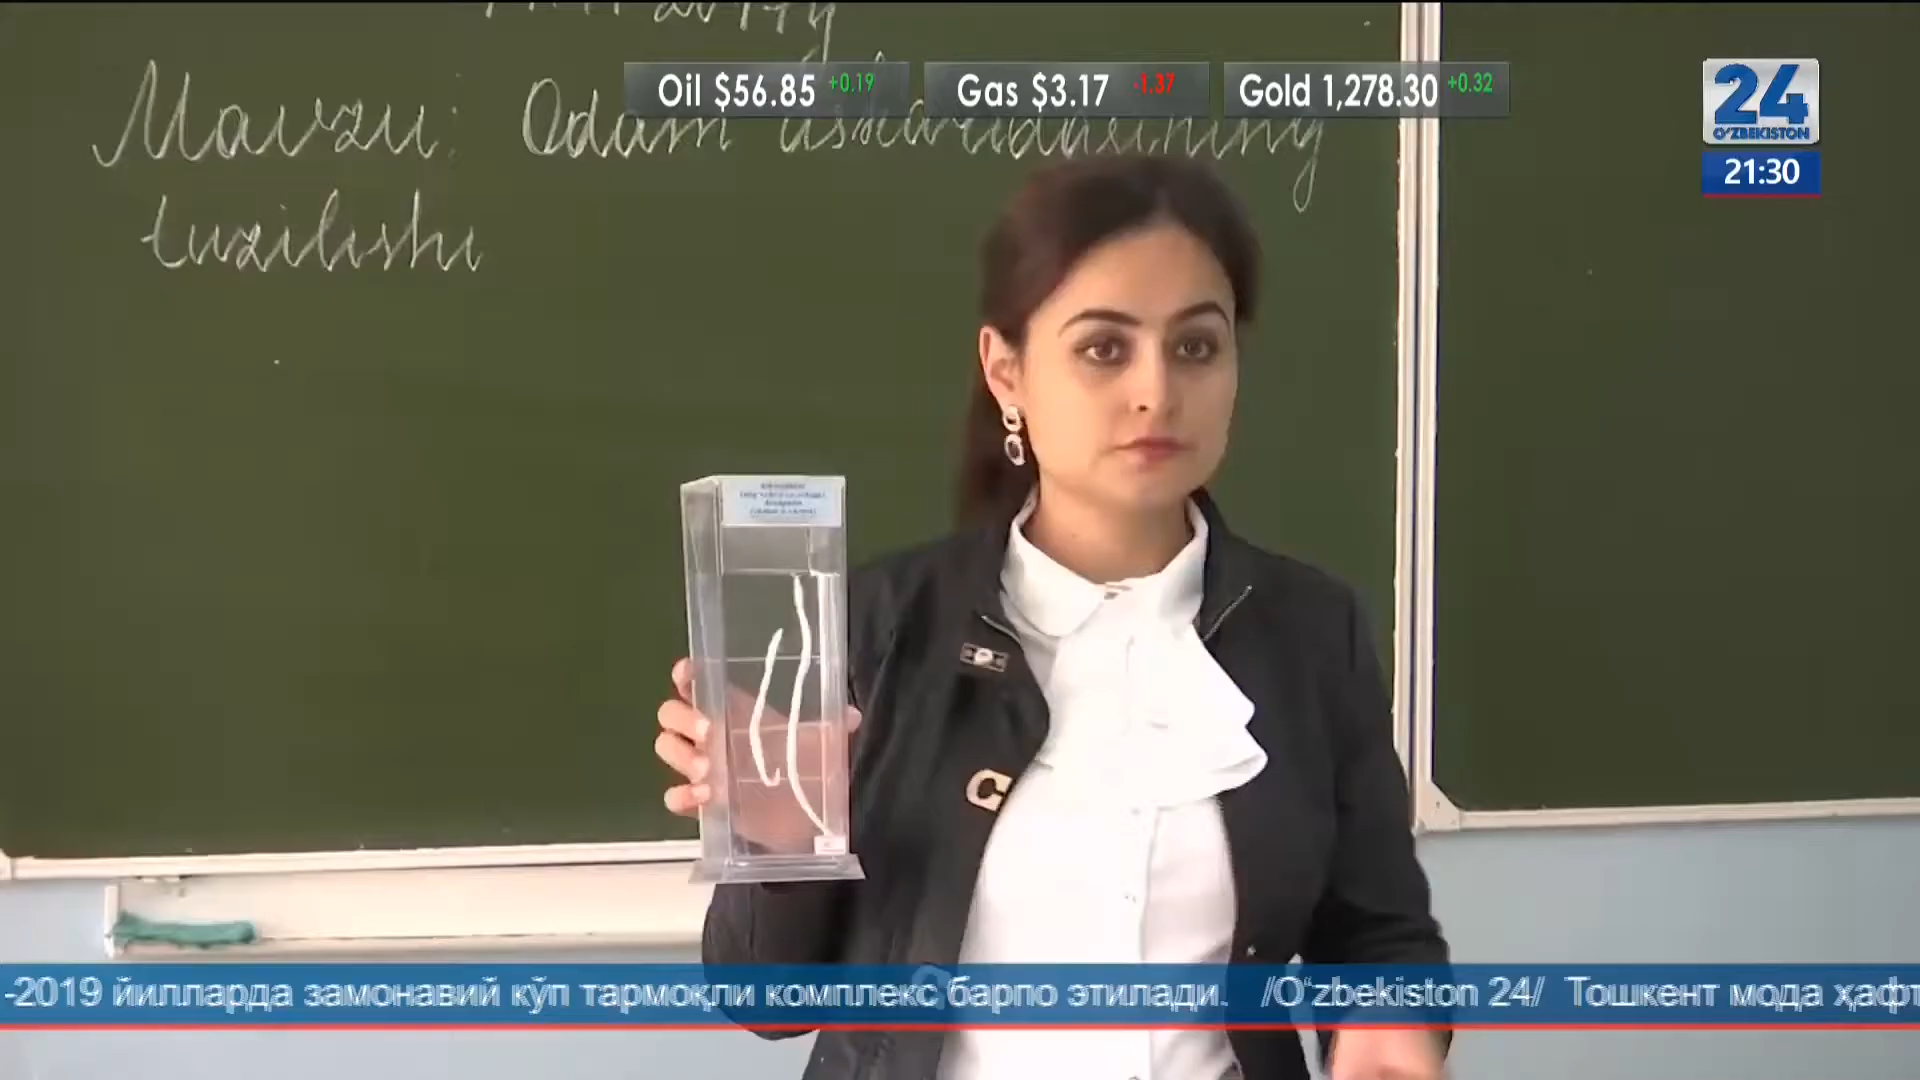 Oil $56.85 +0.19
Gas $3.17 -1.37
Gold 1,278.30 +0.32
24
O‘ZBEKISTON
21:30
Mavzu: Odam askaridasining
tuzilishi
-2019 йилларда замонавий кўп тармоқли комплекс барпо этилади. /O‘zbekiston 24/ Тошкент мода ҳафт